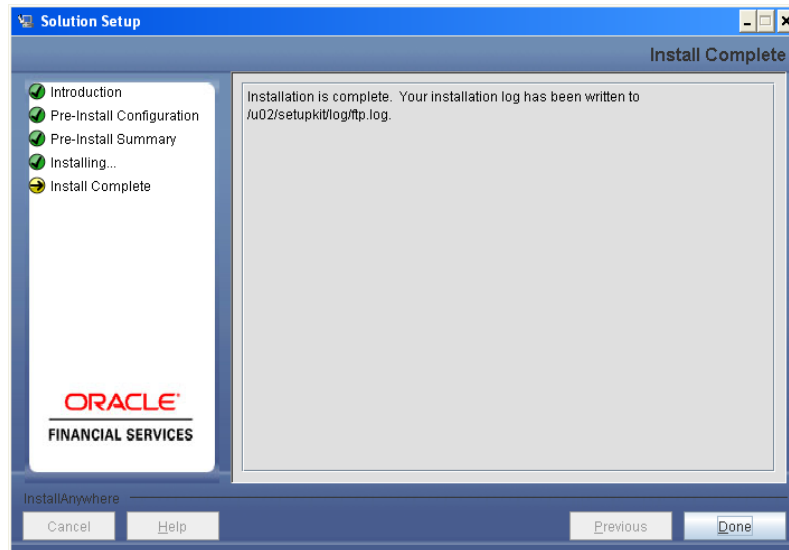 Solution Setup
Install Complete
Introduction
Pre-Install Configuration
Pre-Install Summary
Installing...
Install Complete
Installation is complete. Your installation log has been written to
/u02/setupkit/log/ftp.log.
ORACLE
FINANCIAL SERVICES
InstallAnywhere
Cancel
Help
Previous
Done